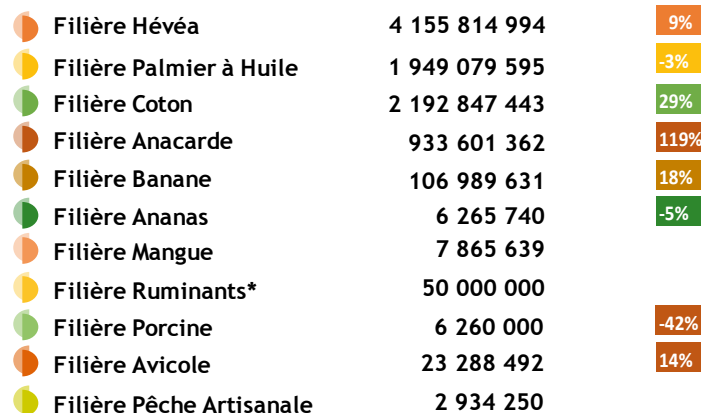 Filière Hévéa 4 155 814 994 9%
Filière Palmier à Huile 1 949 079 595 -3%
Filière Coton 2 192 847 443 29%
Filière Anacarde 933 601 362 119%
Filière Banane 106 989 631 18%
Filière Ananas 6 265 740 -5%
Filière Mangue 7 865 639
Filière Ruminants* 50 000 000
Filière Porcine 6 260 000 -42%
Filière Avicole 23 288 492 14%
Filière Pêche Artisanale 2 934 250